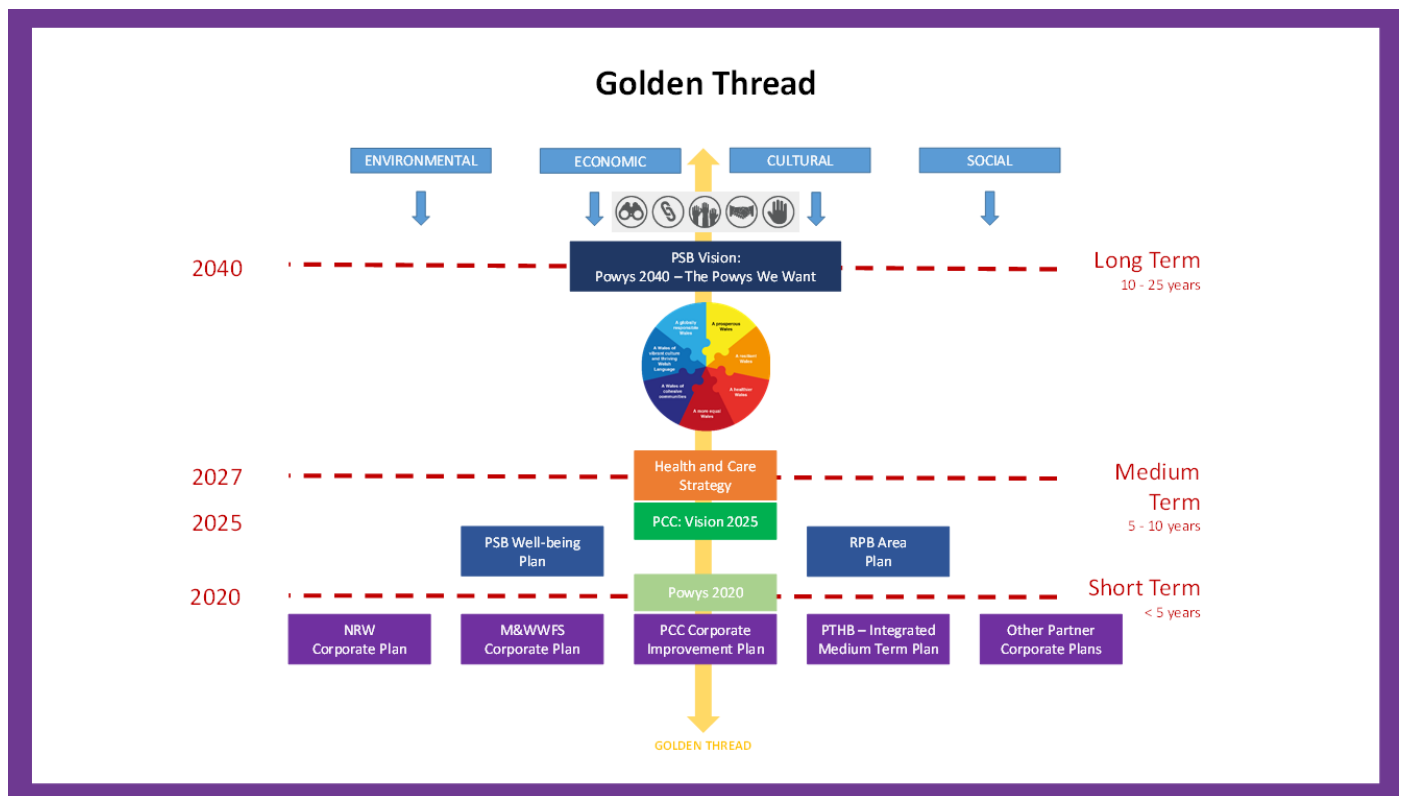 Golden Thread
ENVIRONMENTAL
ECONOMIC
CULTURAL
SOCIAL
2040
PSB Vision:
Powys 2040 – The Powys We Want
Long Term
10 - 25 years
A globally
responsible
Wales
A prosperous
Wales
A Wales of
vibrant culture
and thriving
Welsh
Language
A resilient
Wales
A Wales of
cohesive
communities
A healthier
Wales
A more equal
Wales
2027
Health and Care
Strategy
Medium
Term
5 - 10 years
2025
PCC: Vision 2025
PSB Well-being
Plan
RPB Area
Plan
2020
Powys 2020
Short Term
< 5 years
NRW
Corporate Plan
M&WWFS
Corporate Plan
PCC Corporate
Improvement Plan
PTHB – Integrated
Medium Term Plan
Other Partner
Corporate Plans
GOLDEN THREAD